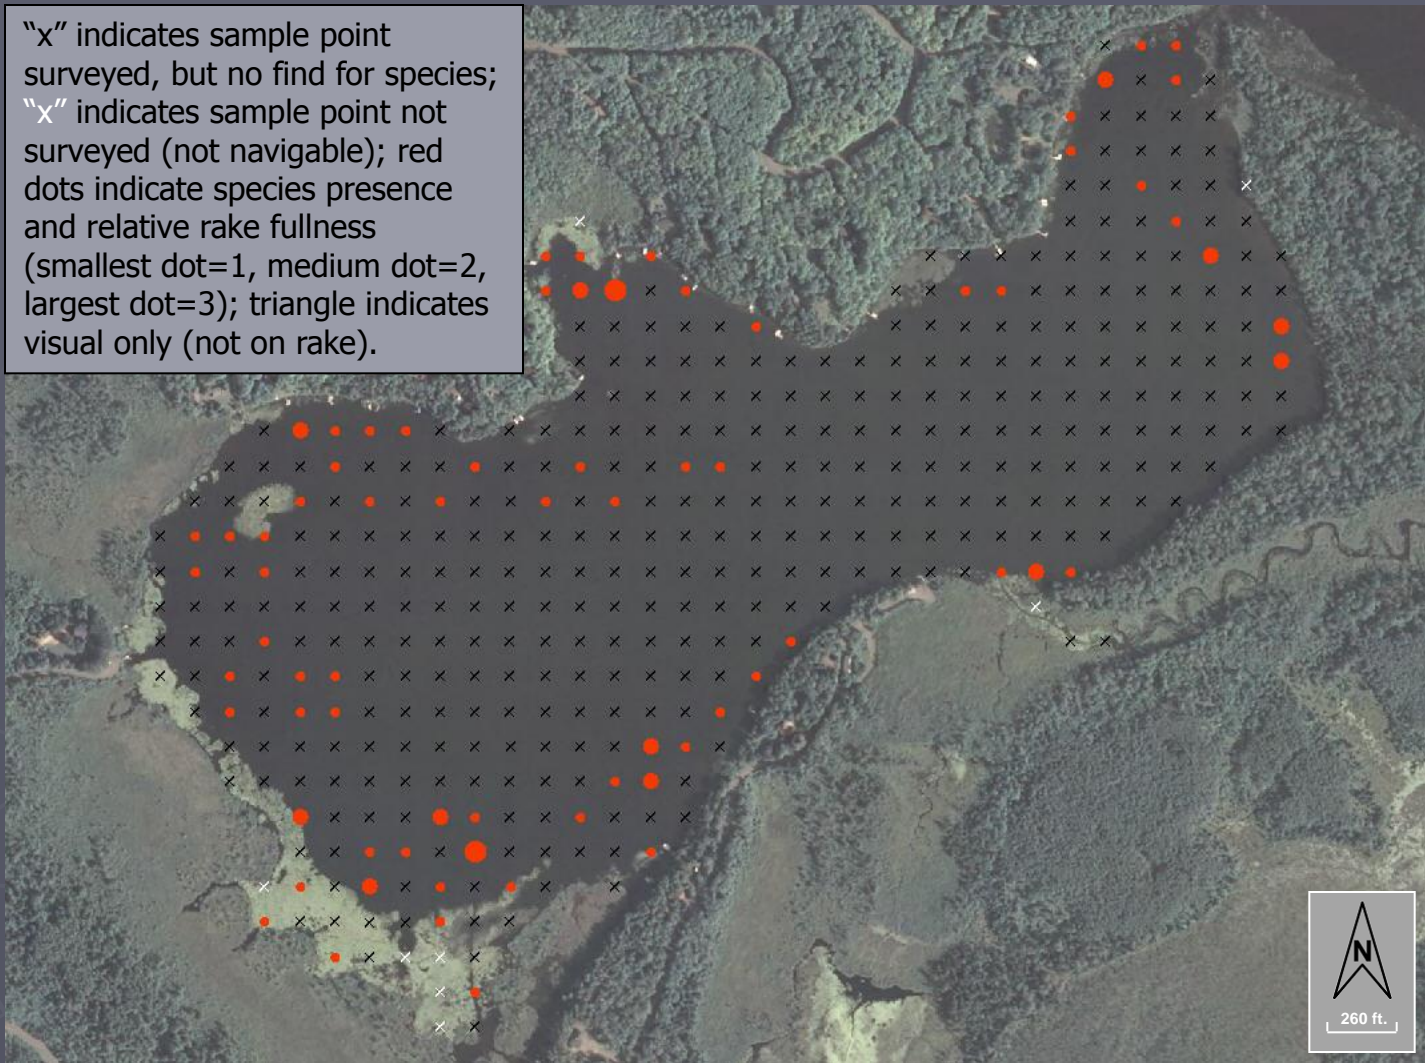 “x” indicates sample point
surveyed, but no find for species;
“x” indicates sample point not
surveyed (not navigable); red
dots indicate species presence
and relative rake fullness
(smallest dot=1, medium dot=2,
largest dot=3); triangle indicates
visual only (not on rake).
N
260 ft.